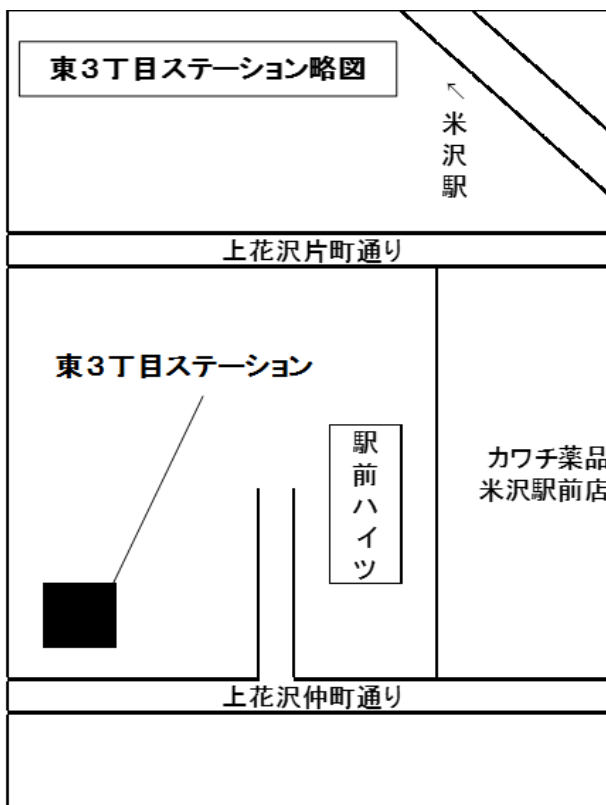 東３丁目ステーション略図
↖
米沢駅
上花沢片町通り
東３丁目ステーション
駅前ハイツ
カワチ薬品
米沢駅前店
上花沢仲町通り